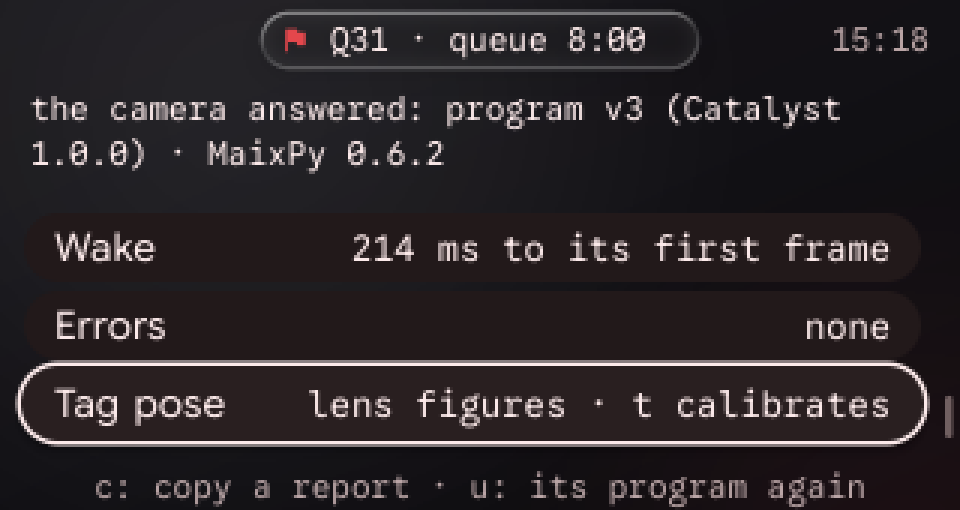 Q31 · queue 8:00
15:18
the camera answered: program v3 (Catalyst
1.0.0) · MaixPy 0.6.2
Wake 214 ms to its first frame
Errors none
Tag pose lens figures · t calibrates
c: copy a report · u: its program again